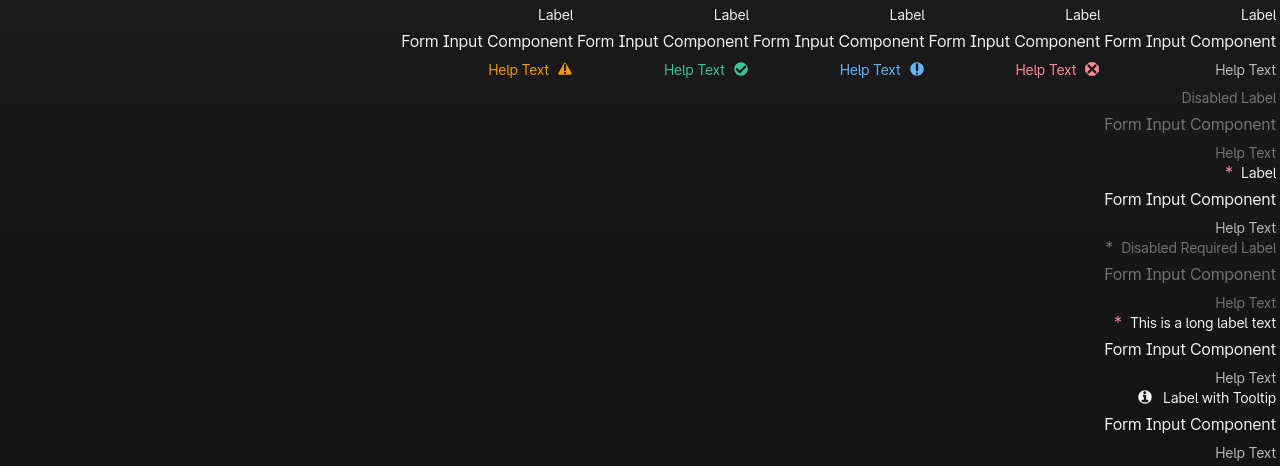 Label Label Label Label Label
Form Input Component Form Input Component Form Input Component Form Input Component Form Input Component
Help Text Help Text Help Text Help Text Help Text
Disabled Label
Form Input Component
Help Text
* Label
Form Input Component
Help Text
* Disabled Required Label
Form Input Component
Help Text
* This is a long label text
Form Input Component
Help Text
Label with Tooltip
Form Input Component
Help Text